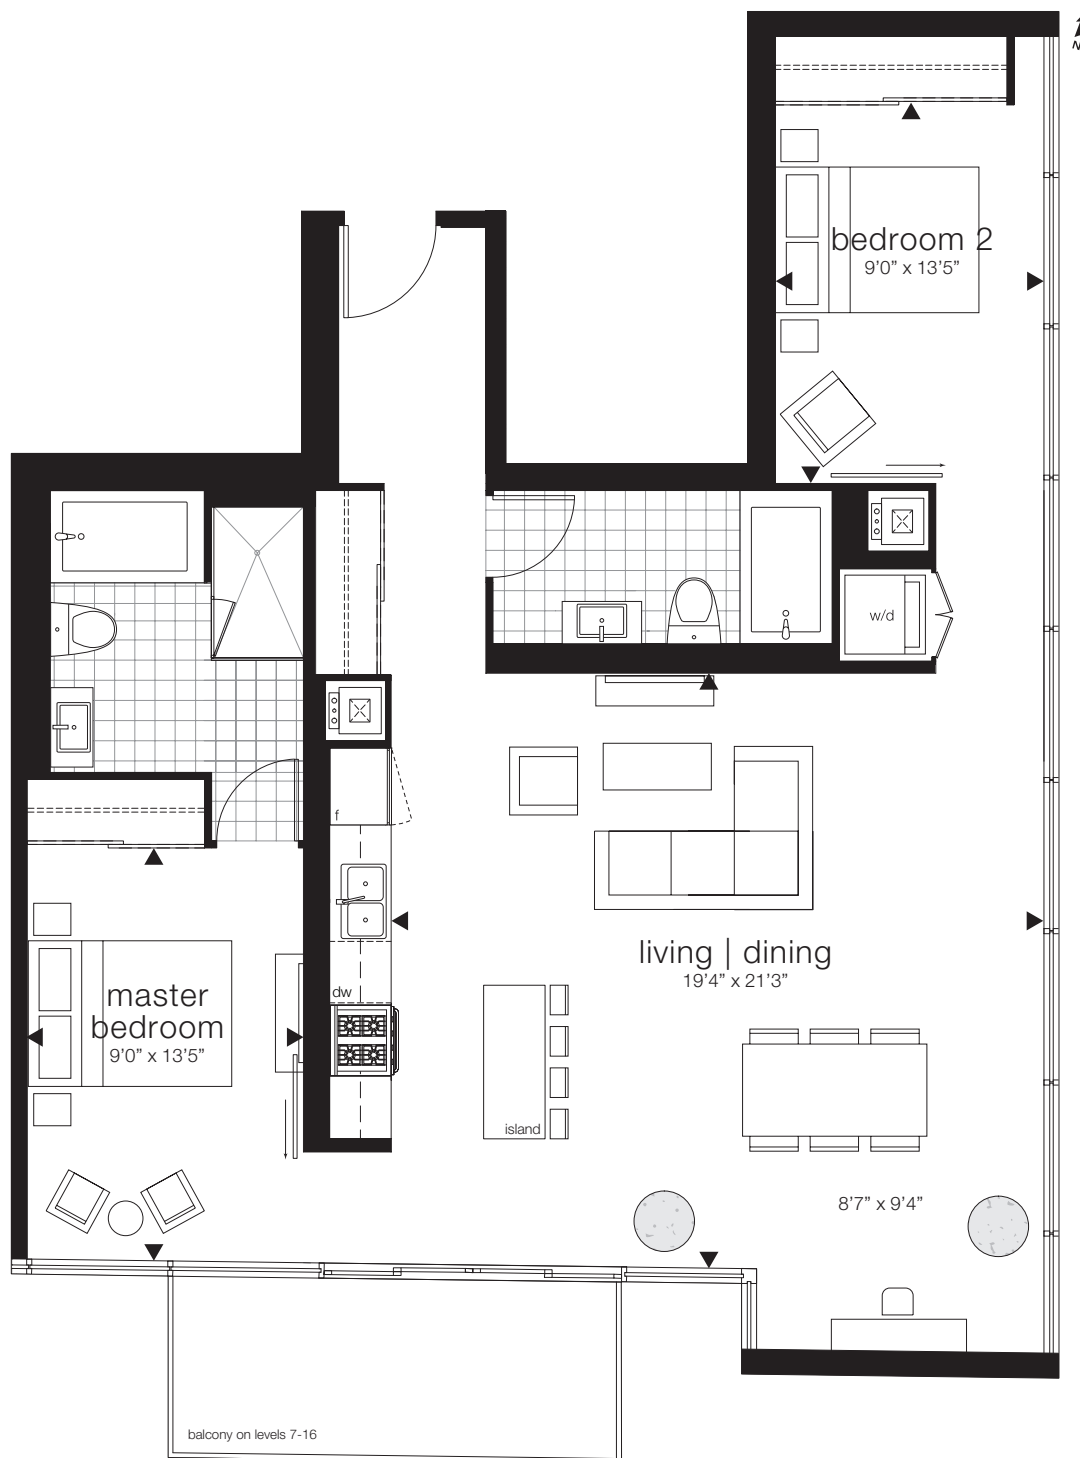 N
bedroom 2
9'0" x 13'5"
w/d
f
living | dining
19'4" x 21'3"
dw
master
bedroom
9'0" x 13'5"
island
8'7" x 9'4"
balcony on levels 7-16